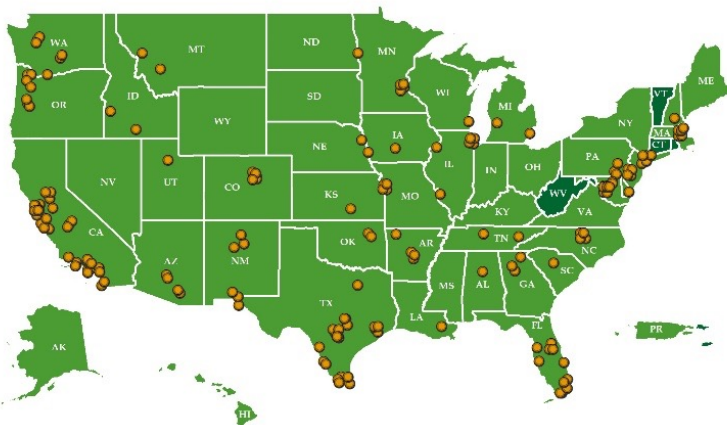 WA
MT
ND
MN
ME
VT
OR
ID
SD
WI
MI
NY
MA
CT
WY
IA
PA
NE
NV
UT
CO
IL
IN
OH
WV
VA
KS
MO
KY
CA
OK
AR
TN
NC
AZ
NM
SC
MS
AL
GA
TX
LA
FL
PR
AK
HI